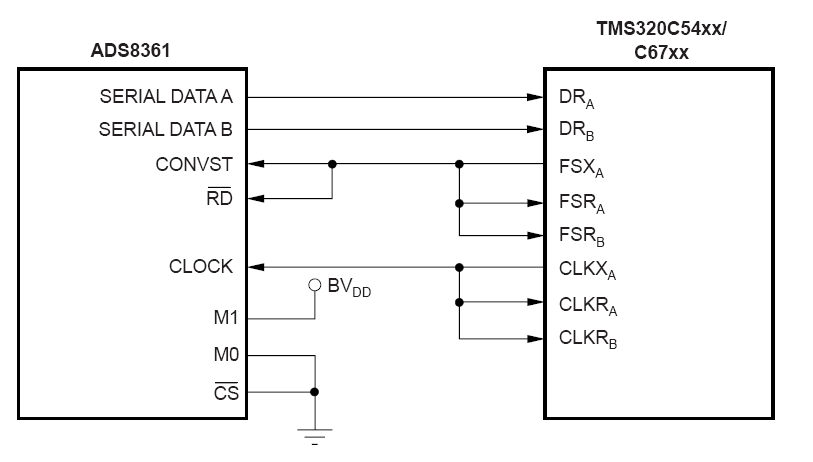 ADS8361
TMS320C54xx/
C67xx
SERIAL DATA A
SERIAL DATA B
CONVST
RD
CLOCK
BVDD
M1
M0
CS
DRA
DRB
FSXA
FSRA
FSRB
CLKXA
CLKRA
CLKRB